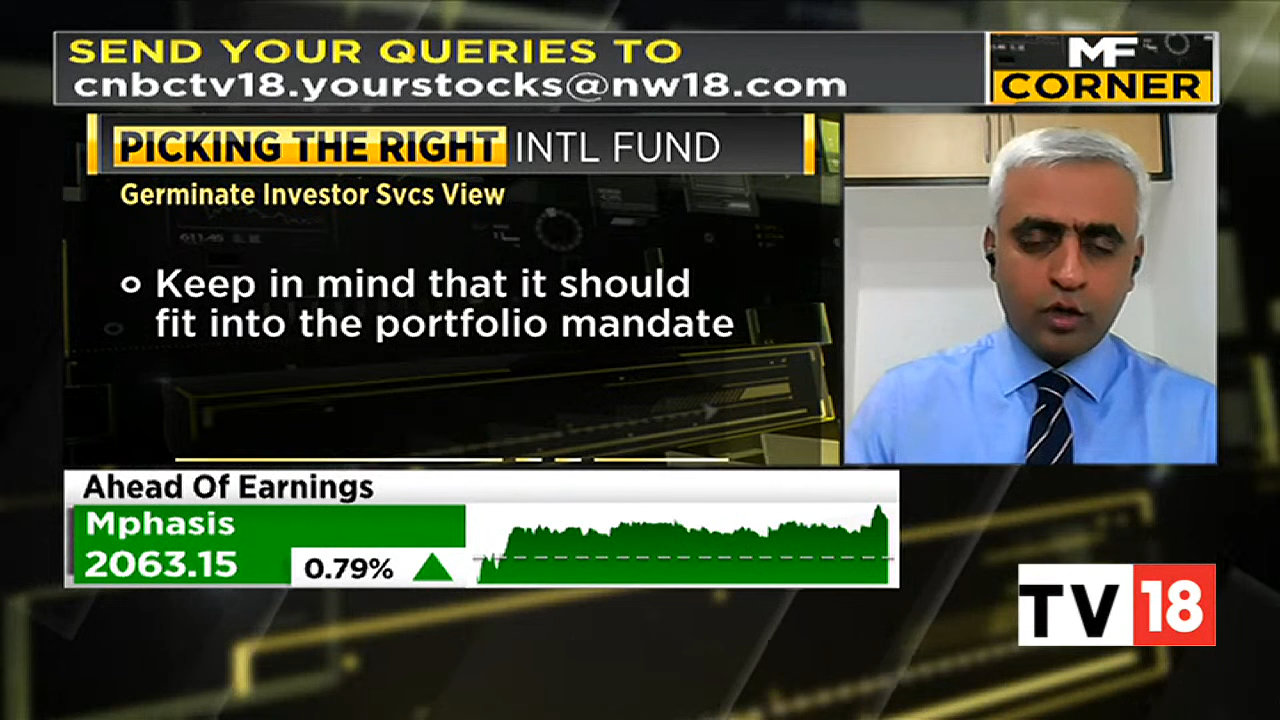 SEND YOUR QUERIES TO
cnbctv18.yourstocks@nw18.com
MF
CORNER
PICKING THE RIGHT INTL FUND
Germinate Investor Svcs View
Keep in mind that it should
fit into the portfolio mandate
Ahead Of Earnings
Mphasis
2063.15
0.79%
TV 18